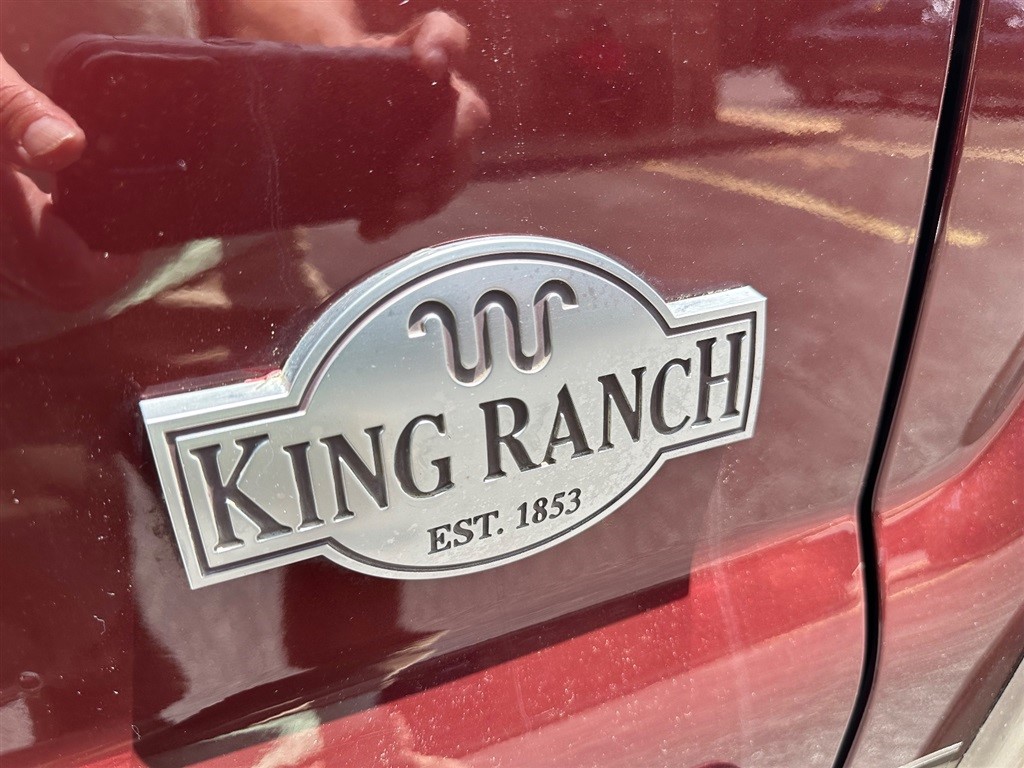 KING RANCH
EST. 1853